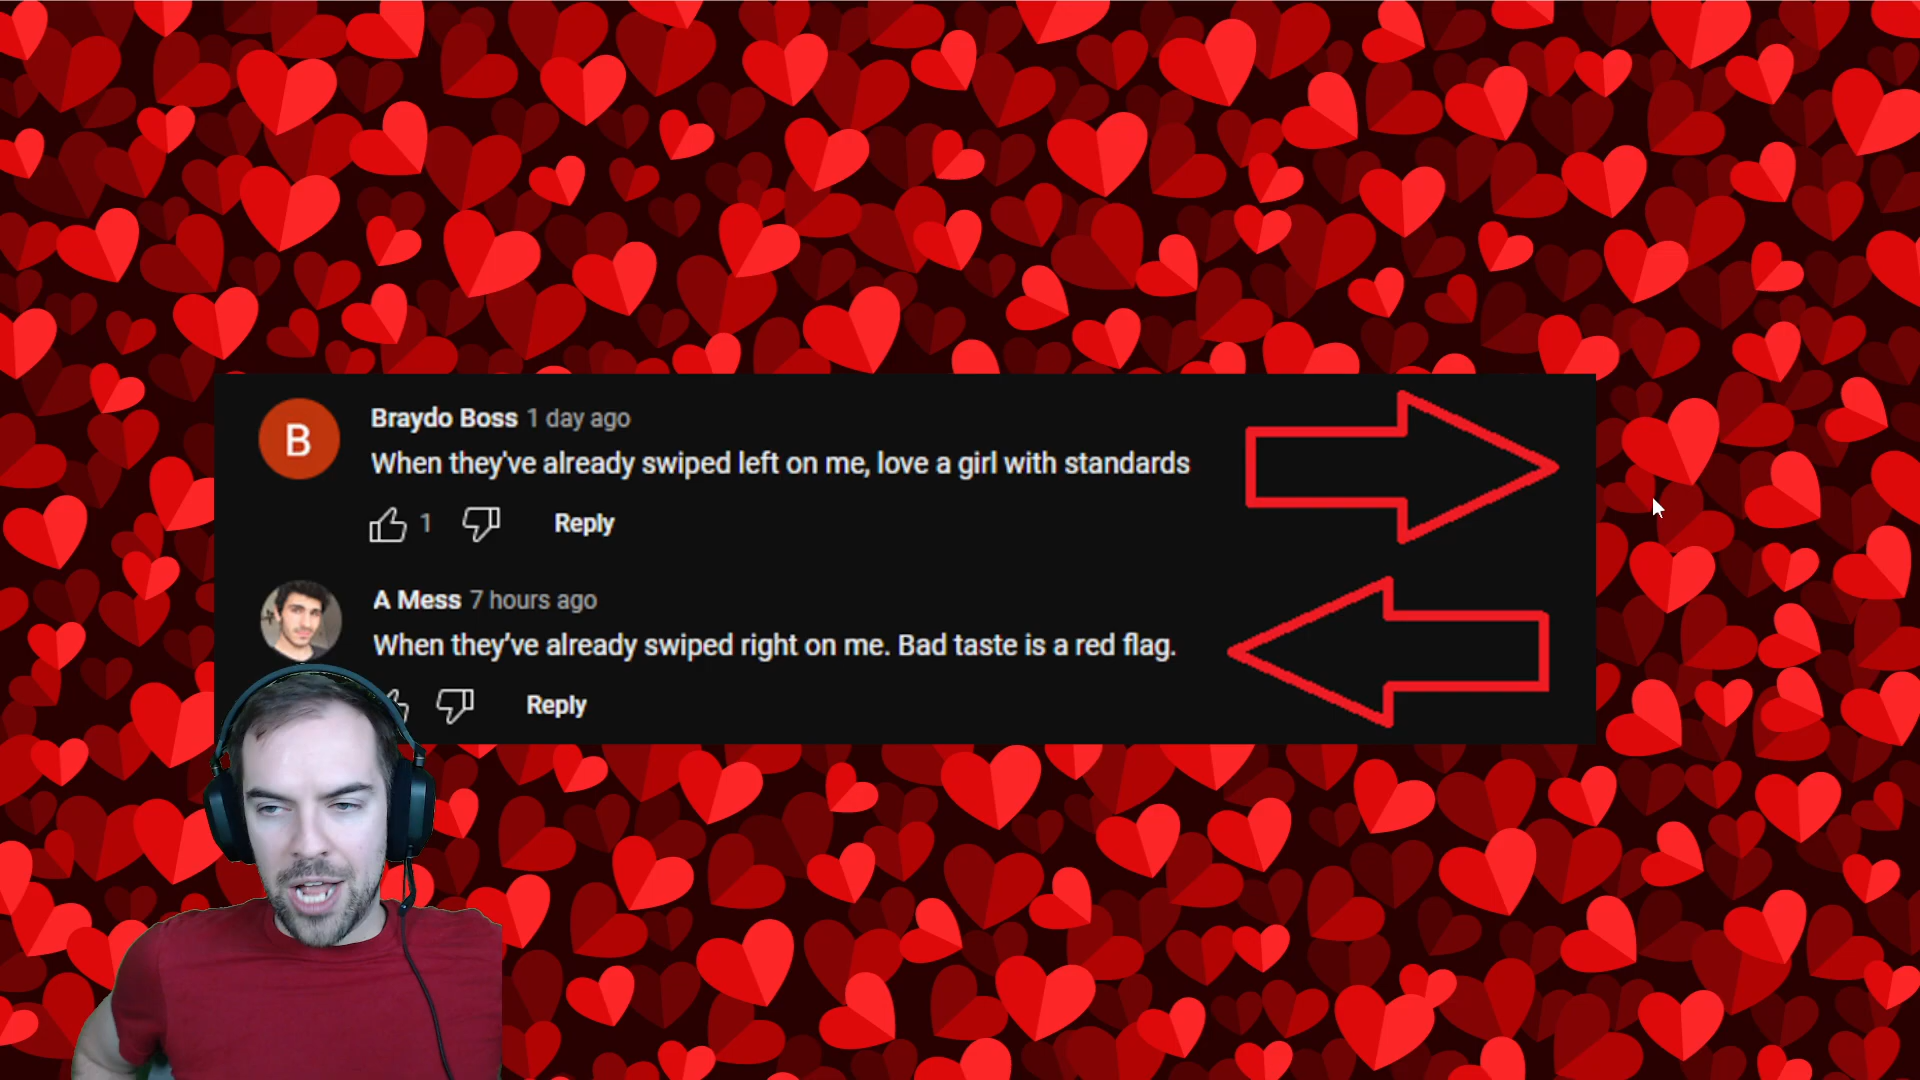 B
Braydo Boss 1 day ago
When they've already swiped left on me, love a girl with standards
1 Reply
A Mess 7 hours ago
When they've already swiped right on me. Bad taste is a red flag.
Reply